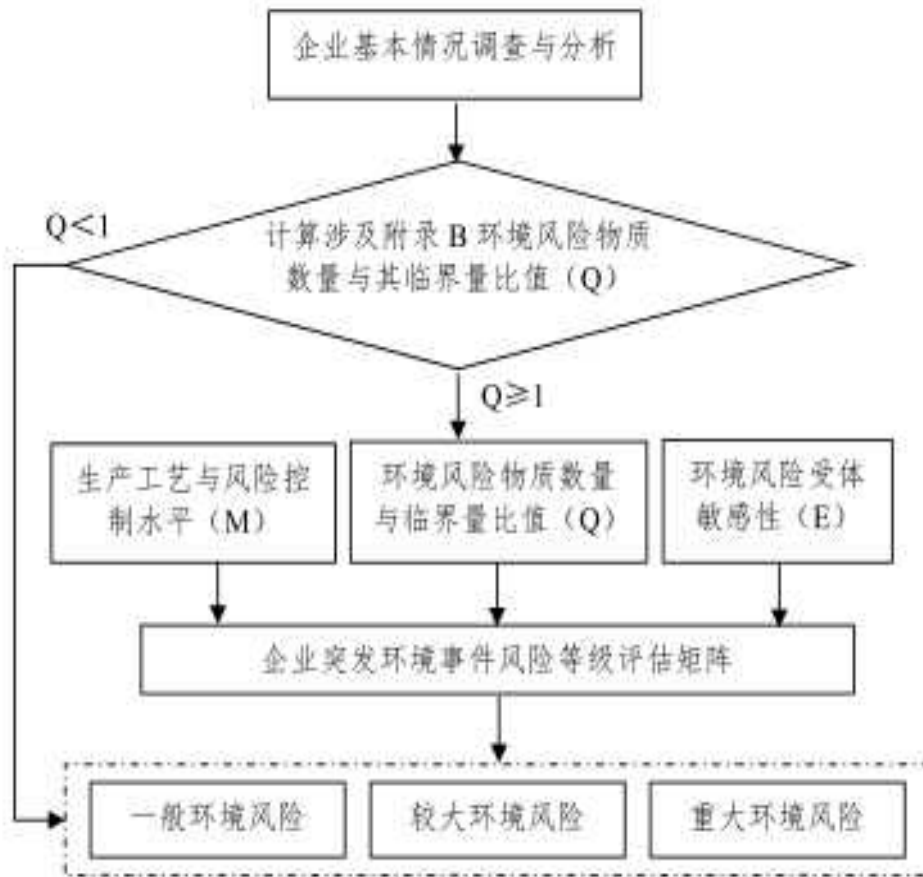 企业基本情况调查与分析
Q<1
计算涉及附录 B 环境风险物质
数量与其临界量比值（Q）
Q≥1
生产工艺与风险控
制水平（M）
环境风险物质数量
与临界量比值（Q）
环境风险受体
敏感性（E）
企业突发环境事件风险等级评估矩阵
一般环境风险
较大环境风险
重大环境风险